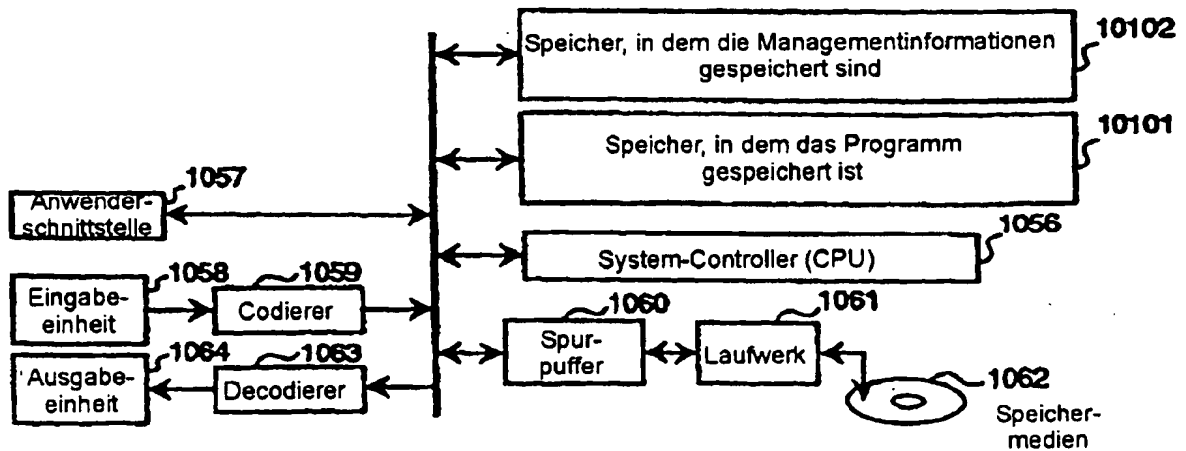 10102
Speicher, in dem die Managementinformationen
gespeichert sind
10101
Speicher, in dem das Programm
gespeichert ist
1057
Anwender-
schnittstelle
1056
System-Controller (CPU)
1058
Eingabe-
einheit
1059
Codierer
1060
Spur-
puffer
1061
Laufwerk
1064
Ausgabe-
einheit
1063
Decodierer
1062
Speicher-
medien